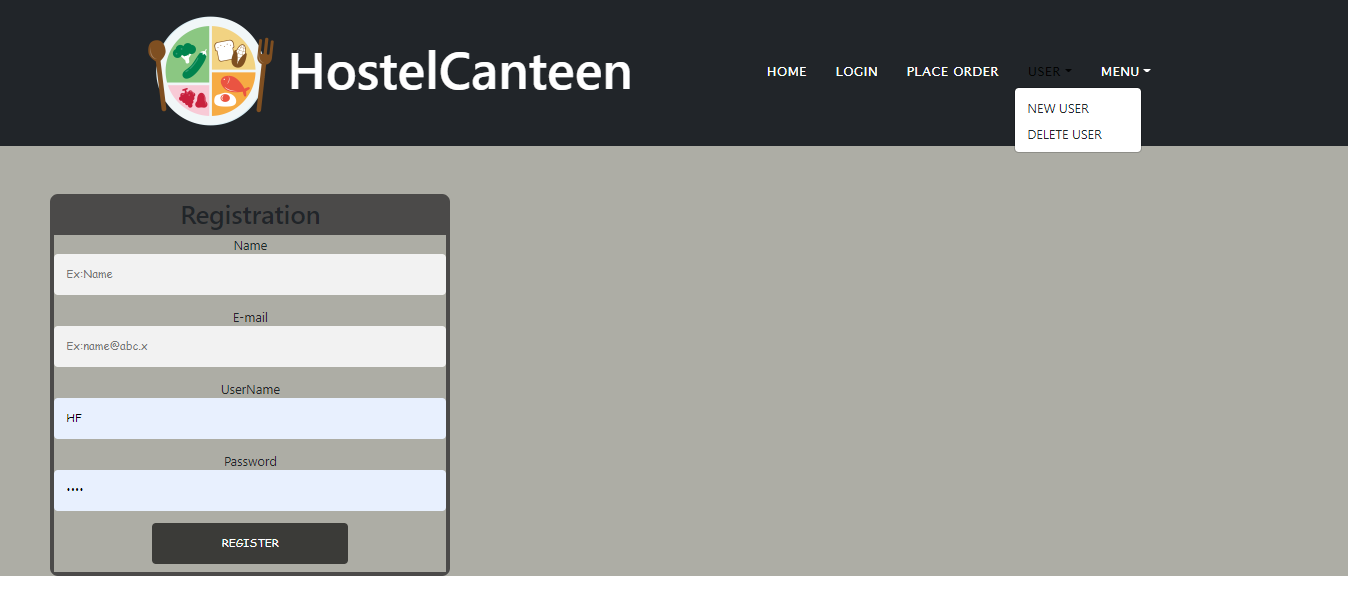 HostelCanteen
HOME LOGIN PLACE ORDER USER MENU
NEW USER
DELETE USER
Registration
Name
Ex:Name
E-mail
Ex:name@abc.x
UserName
HF
Password
••••
REGISTER